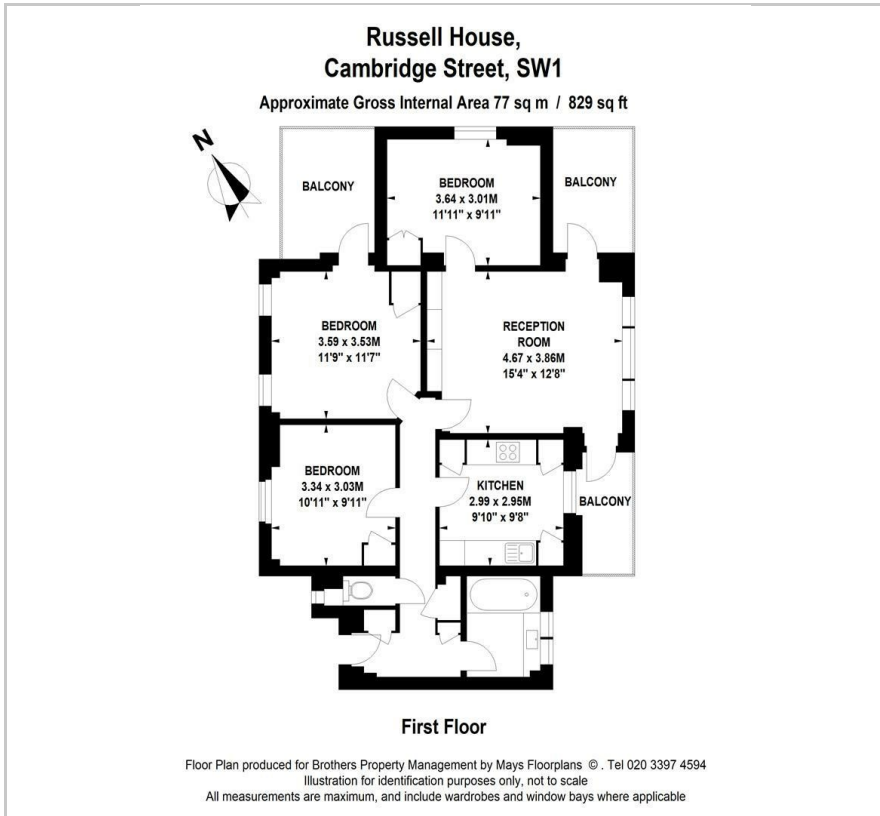 Russell House,
Cambridge Street, SW1
Approximate Gross Internal Area 77 sq m / 829 sq ft
N
BALCONY
BEDROOM
3.64 x 3.01M
11'11" x 9'11"
BALCONY
BEDROOM
3.59 x 3.53M
11'9" x 11'7"
RECEPTION
ROOM
4.67 x 3.86M
15'4" x 12'8"
BEDROOM
3.34 x 3.03M
10'11" x 9'11"
KITCHEN
2.99 x 2.95M
9'10" x 9'8"
BALCONY
First Floor
Floor Plan produced for Brothers Property Management by Mays Floorplans © . Tel 020 3397 4594
Illustration for identification purposes only, not to scale
All measurements are maximum, and include wardrobes and window bays where applicable